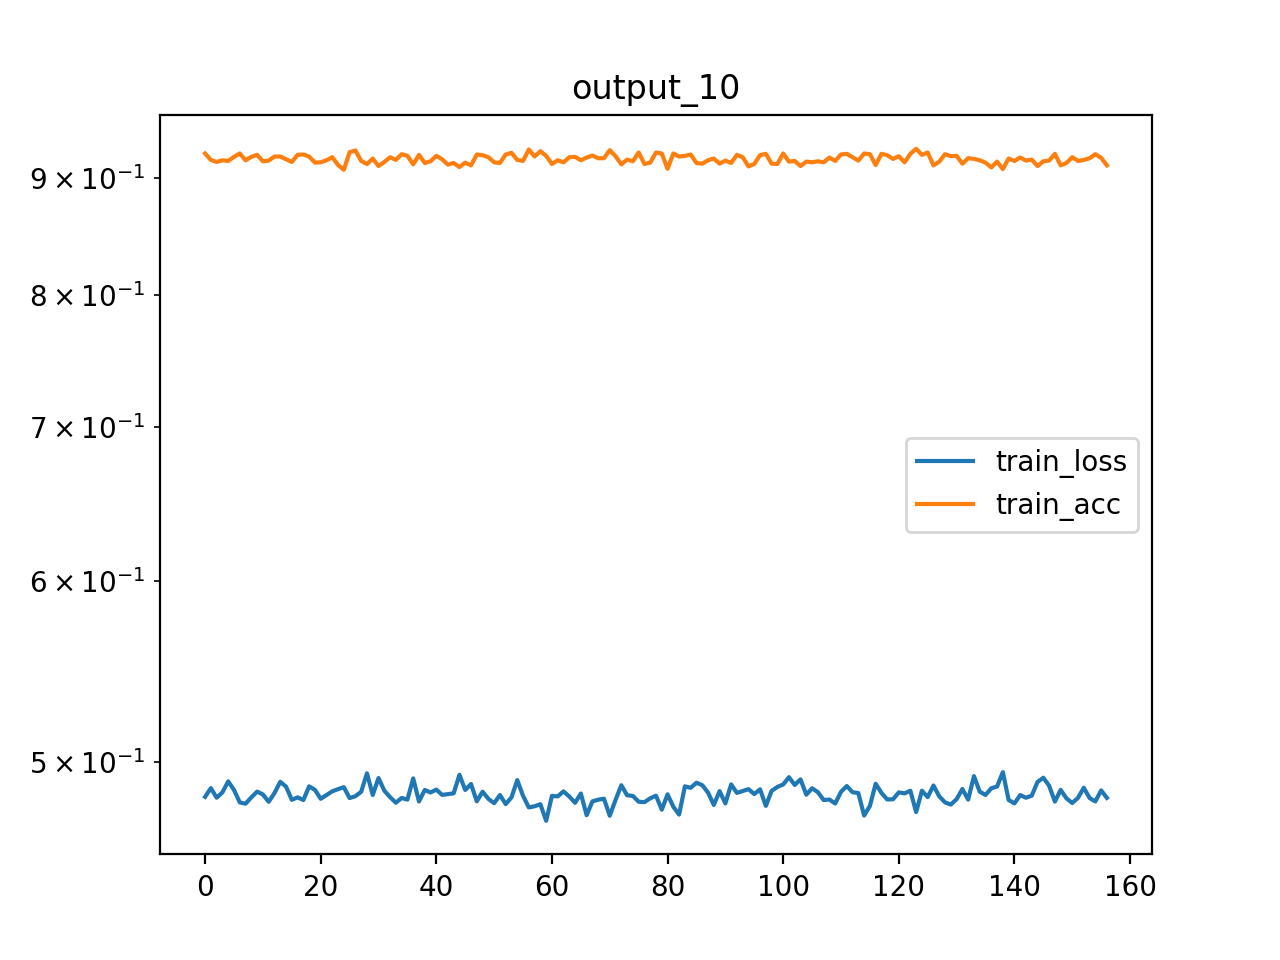 output_10
9 × 10⁻¹
8 × 10⁻¹
7 × 10⁻¹
6 × 10⁻¹
5 × 10⁻¹
train_loss
train_acc
0 20 40 60 80 100 120 140 160